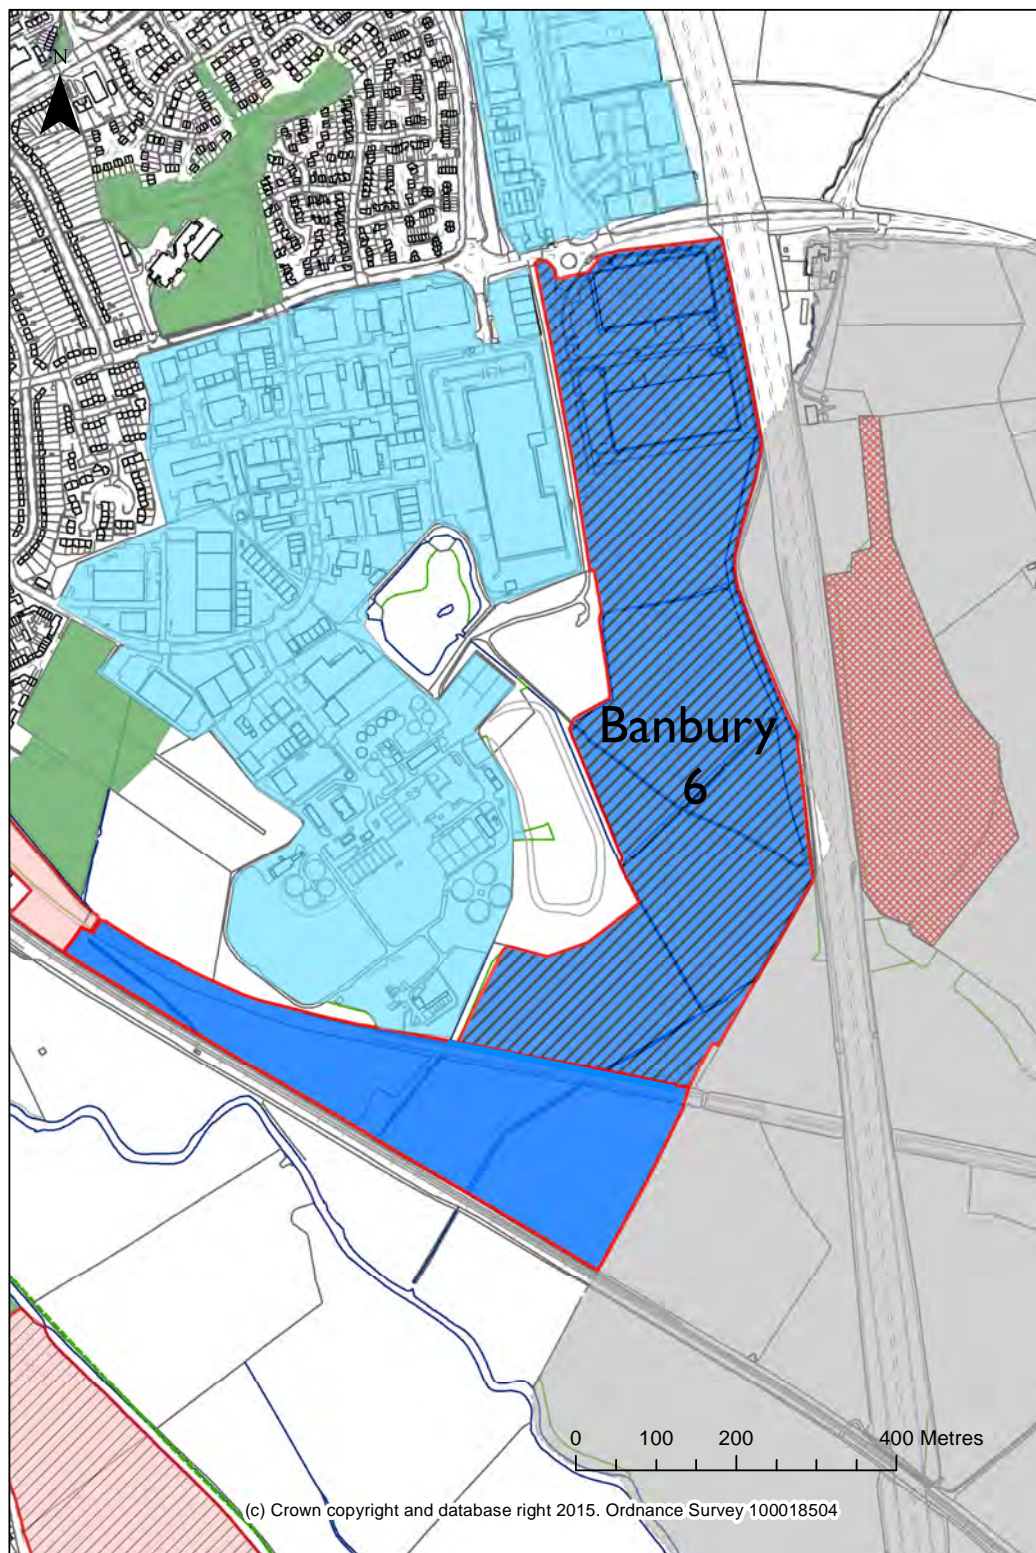 N
Banbury
6
0 100 200 400 Metres
(c) Crown copyright and database right 2015. Ordnance Survey 100018504